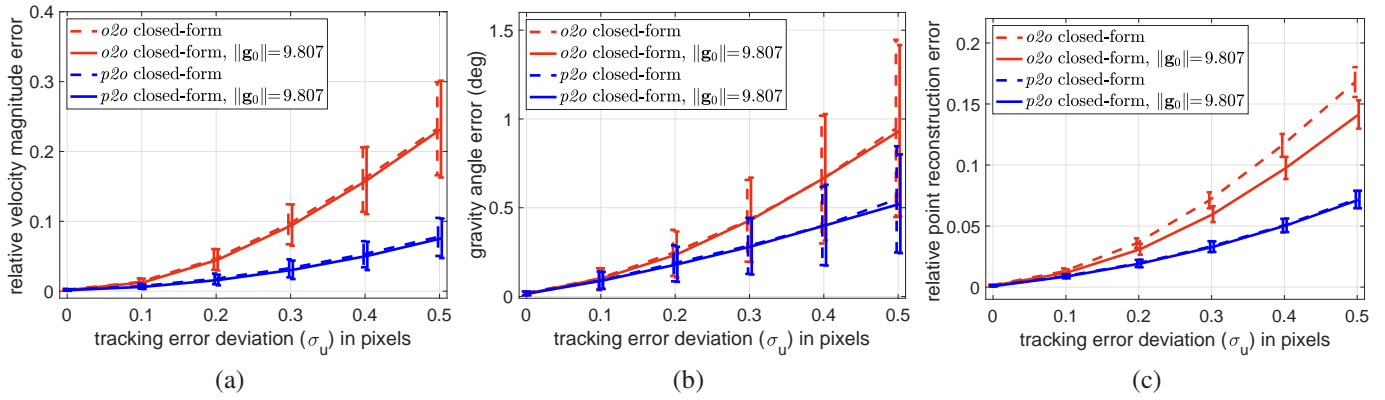 relative velocity magnitude error
0.4
0.3
0.2
0.1
0
o2o closed-form
o2o closed-form, ‖g₀‖=9.807
p2o closed-form
p2o closed-form, ‖g₀‖=9.807
0 0.1 0.2 0.3 0.4 0.5
tracking error deviation (σ_u) in pixels
(a)
gravity angle error (deg)
1.5
1
0.5
0
o2o closed-form
o2o closed-form, ‖g₀‖=9.807
p2o closed-form
p2o closed-form, ‖g₀‖=9.807
0 0.1 0.2 0.3 0.4 0.5
tracking error deviation (σ_u) in pixels
(b)
relative point reconstruction error
0.2
0.15
0.1
0.05
0
o2o closed-form
o2o closed-form, ‖g₀‖=9.807
p2o closed-form
p2o closed-form, ‖g₀‖=9.807
0 0.1 0.2 0.3 0.4 0.5
tracking error deviation (σ_u) in pixels
(c)